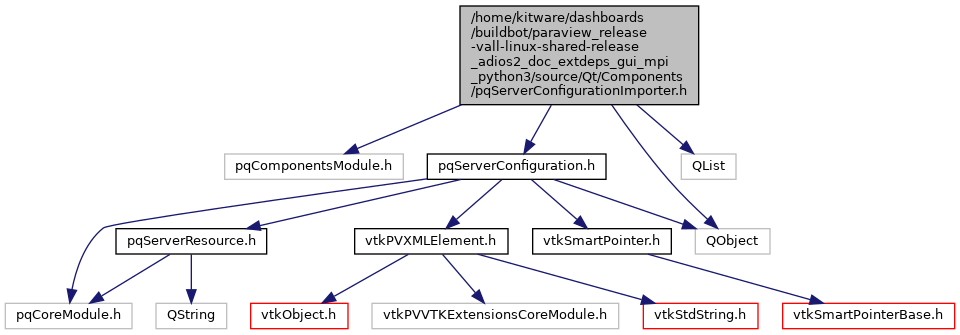 /home/kitware/dashboards
/buildbot/paraview_release
-vall-linux-shared-release
_adios2_doc_extdeps_gui_mpi
_python3/source/Qt/Components
/pqServerConfigurationImporter.h
pqComponentsModule.h
pqServerConfiguration.h
QList
pqServerResource.h
vtkPVXMLElement.h
vtkSmartPointer.h
QObject
pqCoreModule.h
QString
vtkObject.h
vtkPVVTKExtensionsCoreModule.h
vtkStdString.h
vtkSmartPointerBase.h